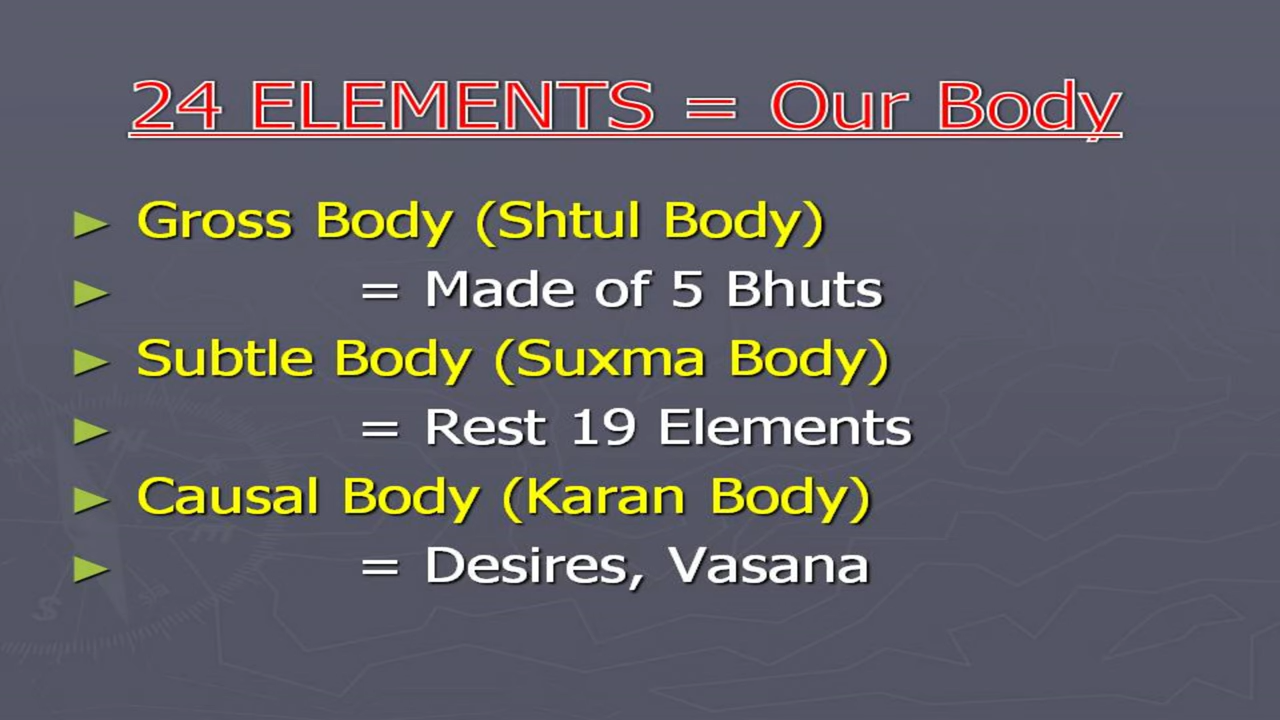 24 ELEMENTS = Our Body
► Gross Body (Shtul Body)
► = Made of 5 Bhuts
► Subtle Body (Suxma Body)
► = Rest 19 Elements
► Causal Body (Karan Body)
► = Desires, Vasana
N
E
S